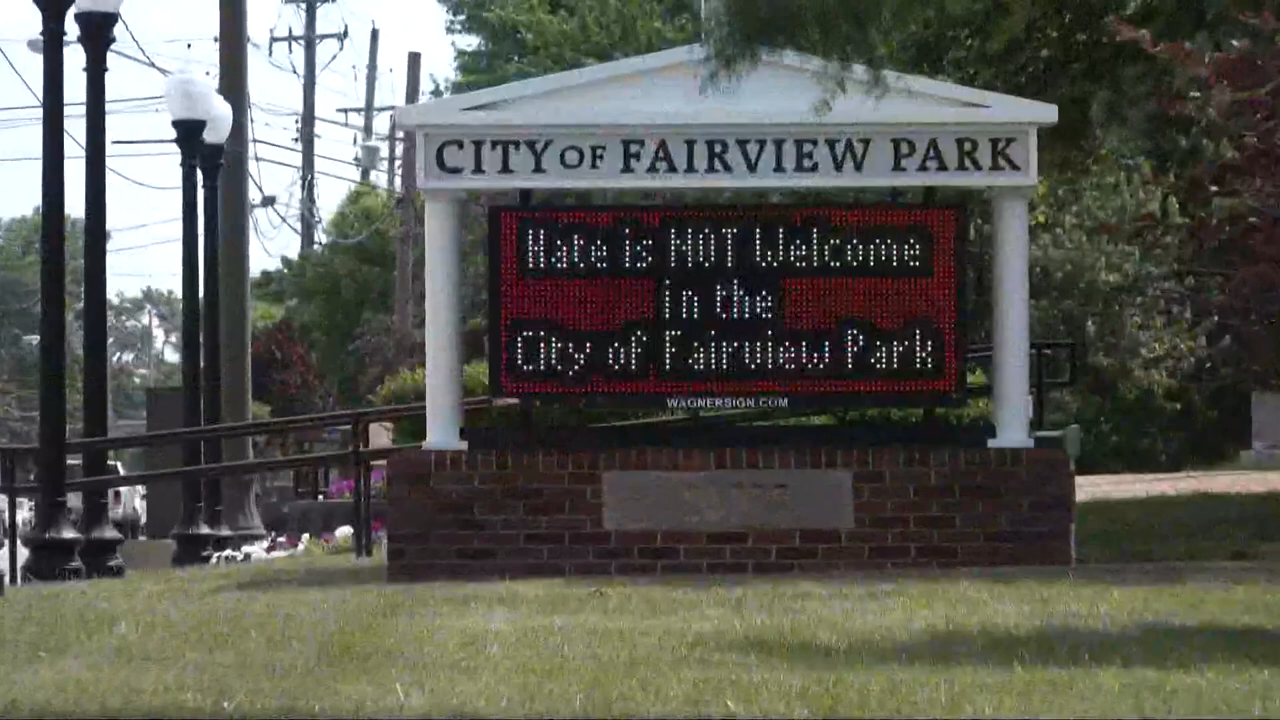 CITY OF FAIRVIEW PARK
Hate is NOT Welcome
in the
City of Fairview Park
WAGNERSIGN.COM